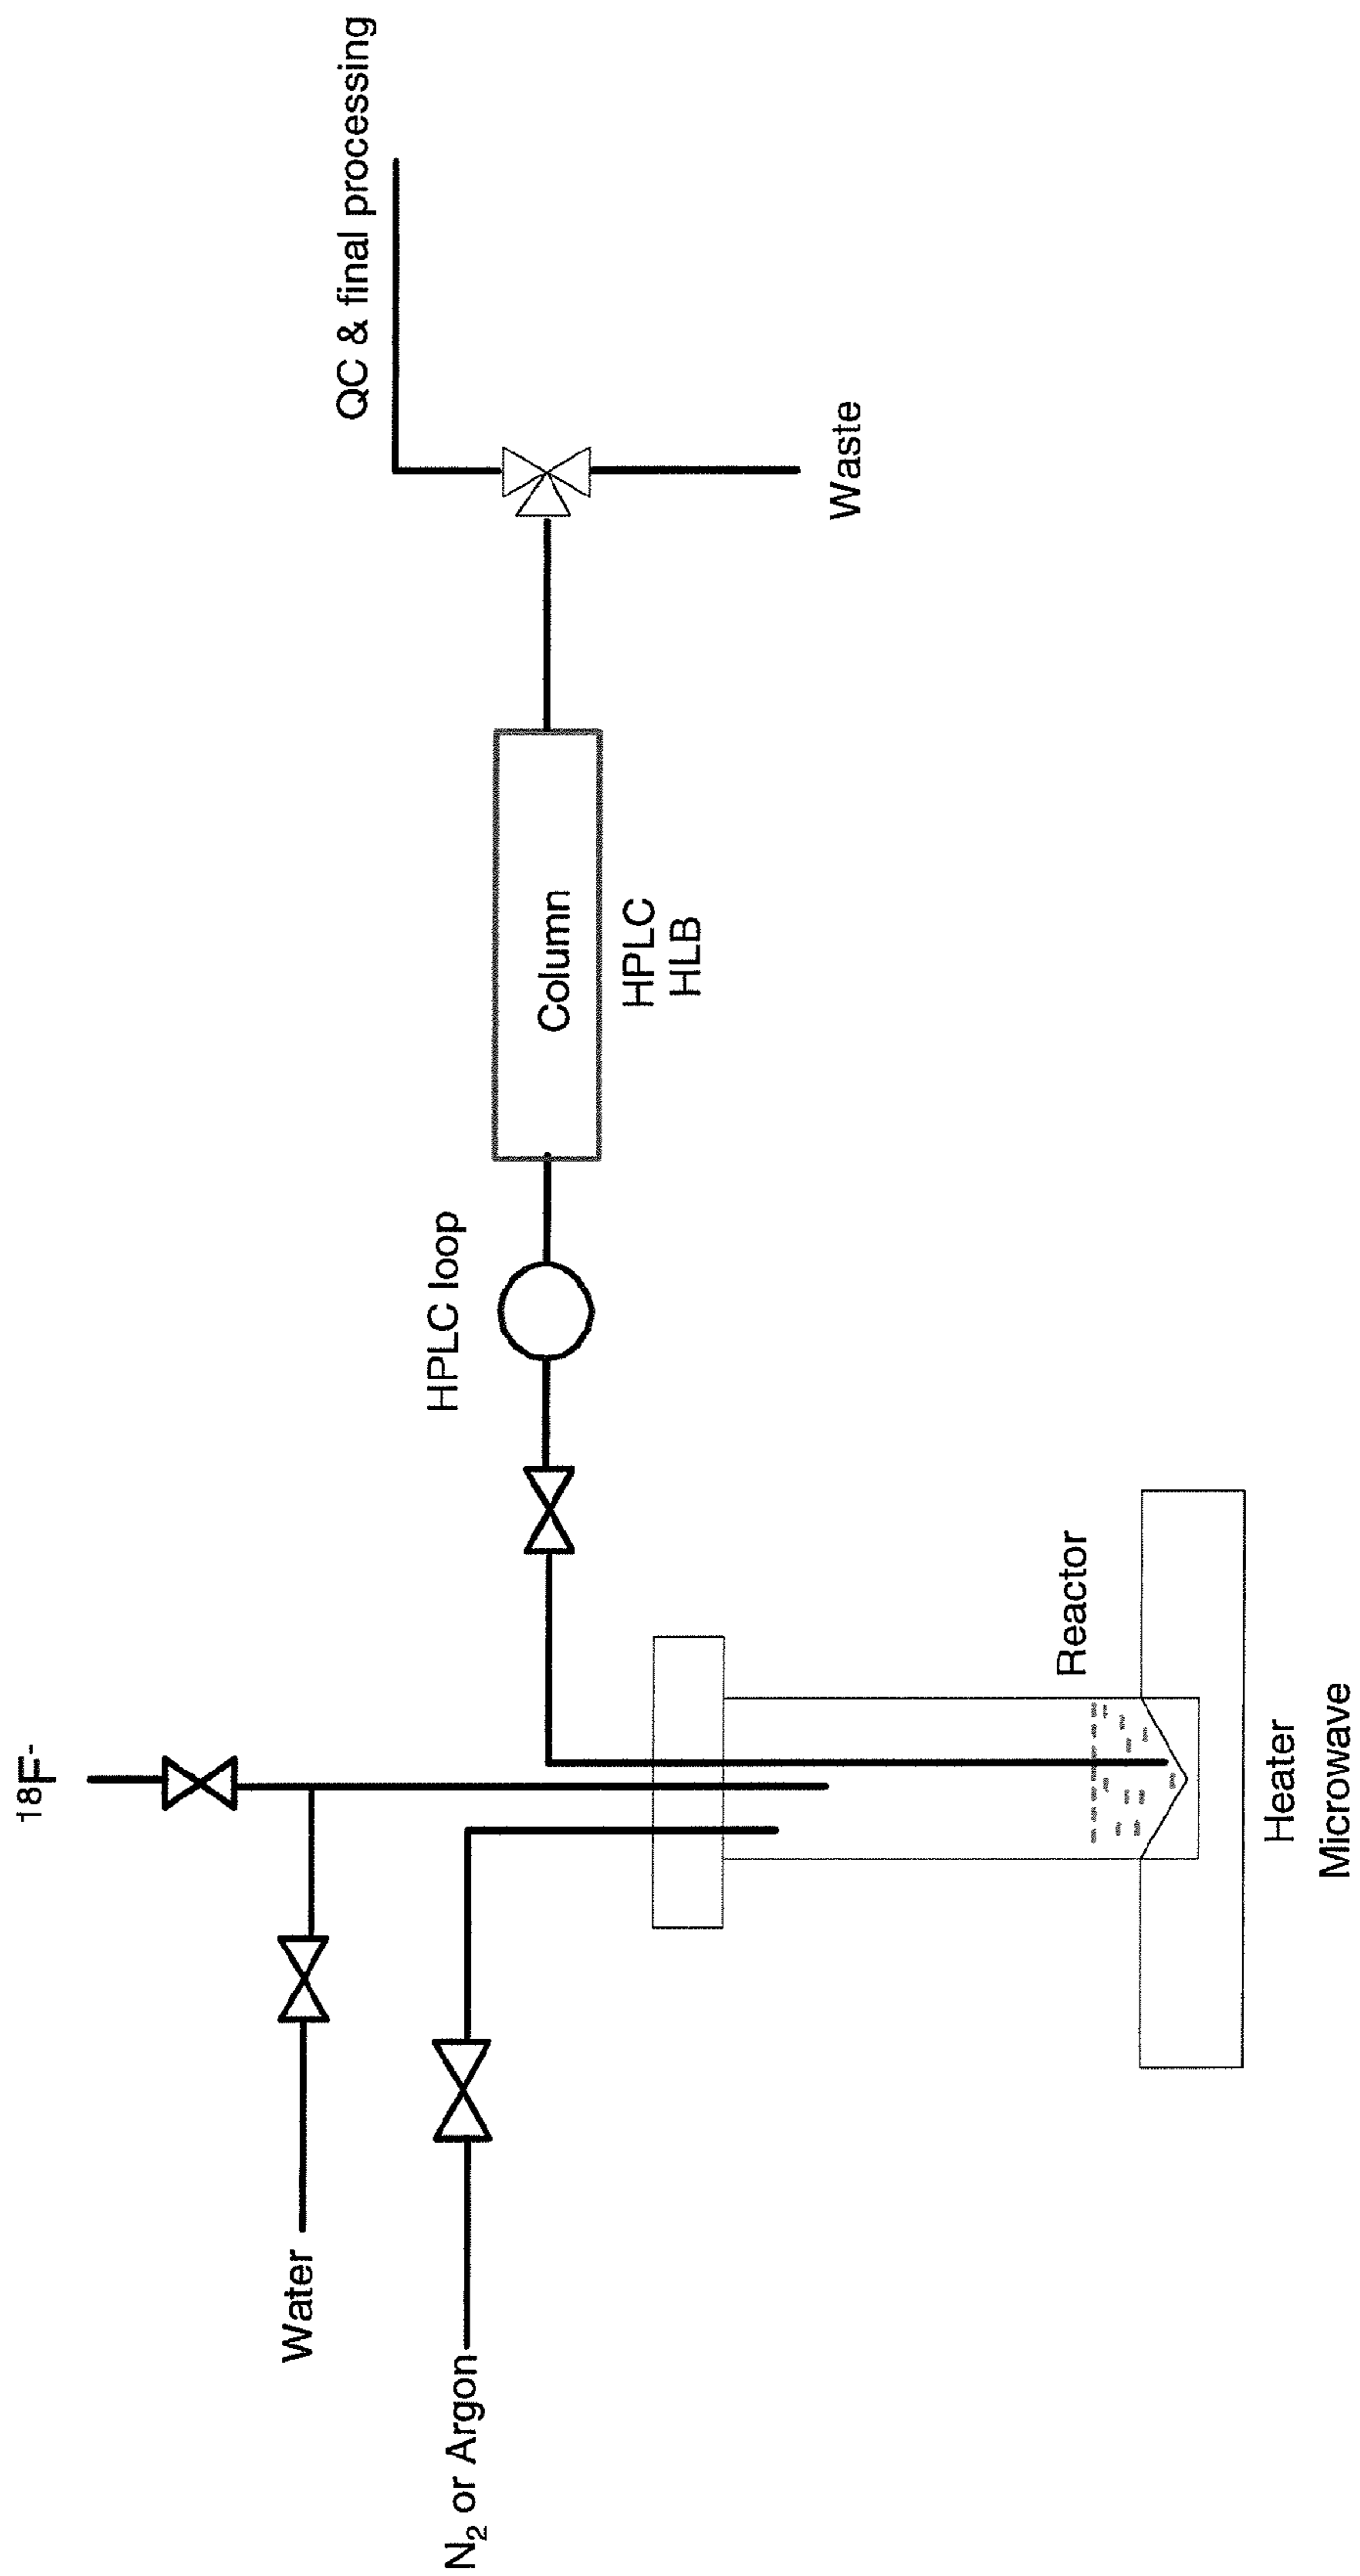 ¹⁸F⁻
Water
N₂ or Argon
HPLC loop
Column
HPLC
HLB
QC & final processing
Waste
Reactor
Heater
Microwave